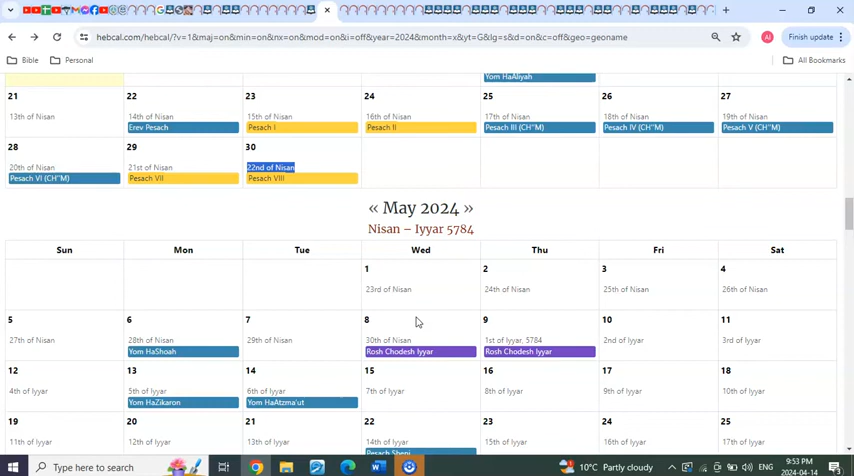 hebcal.com/hebcal/?v=1&maj=on&min=on&nx=on&mod=on&i=off&year=2024&month=x&yt=G&lg=s&d=on&c=off&geo=geoname
AI
Finish update
Bible
Personal
All Bookmarks
Yom HaAliyah
21
22
23
24
25
26
27
13th of Nisan
14th of Nisan
15th of Nisan
16th of Nisan
17th of Nisan
18th of Nisan
19th of Nisan
Erev Pesach
Pesach I
Pesach II
Pesach III (CH"M)
Pesach IV (CH"M)
Pesach V (CH"M)
28
29
30
20th of Nisan
21st of Nisan
22nd of Nisan
Pesach VI (CH"M)
Pesach VII
Pesach VIII
« May 2024 »
Nisan – Iyyar 5784
Sun
Mon
Tue
Wed
Thu
Fri
Sat
1
2
3
4
23rd of Nisan
24th of Nisan
25th of Nisan
26th of Nisan
5
6
7
8
9
10
11
27th of Nisan
28th of Nisan
29th of Nisan
30th of Nisan
1st of Iyyar, 5784
2nd of Iyyar
3rd of Iyyar
Yom HaShoah
Rosh Chodesh Iyyar
Rosh Chodesh Iyyar
12
13
14
15
16
17
18
4th of Iyyar
5th of Iyyar
6th of Iyyar
7th of Iyyar
8th of Iyyar
9th of Iyyar
10th of Iyyar
Yom HaZikaron
Yom HaAtzma'ut
19
20
21
22
23
24
25
11th of Iyyar
12th of Iyyar
13th of Iyyar
14th of Iyyar
15th of Iyyar
16th of Iyyar
17th of Iyyar
Pesach Sheni
Type here to search
10°C Partly cloudy
ENG
9:53 PM
2024-04-14